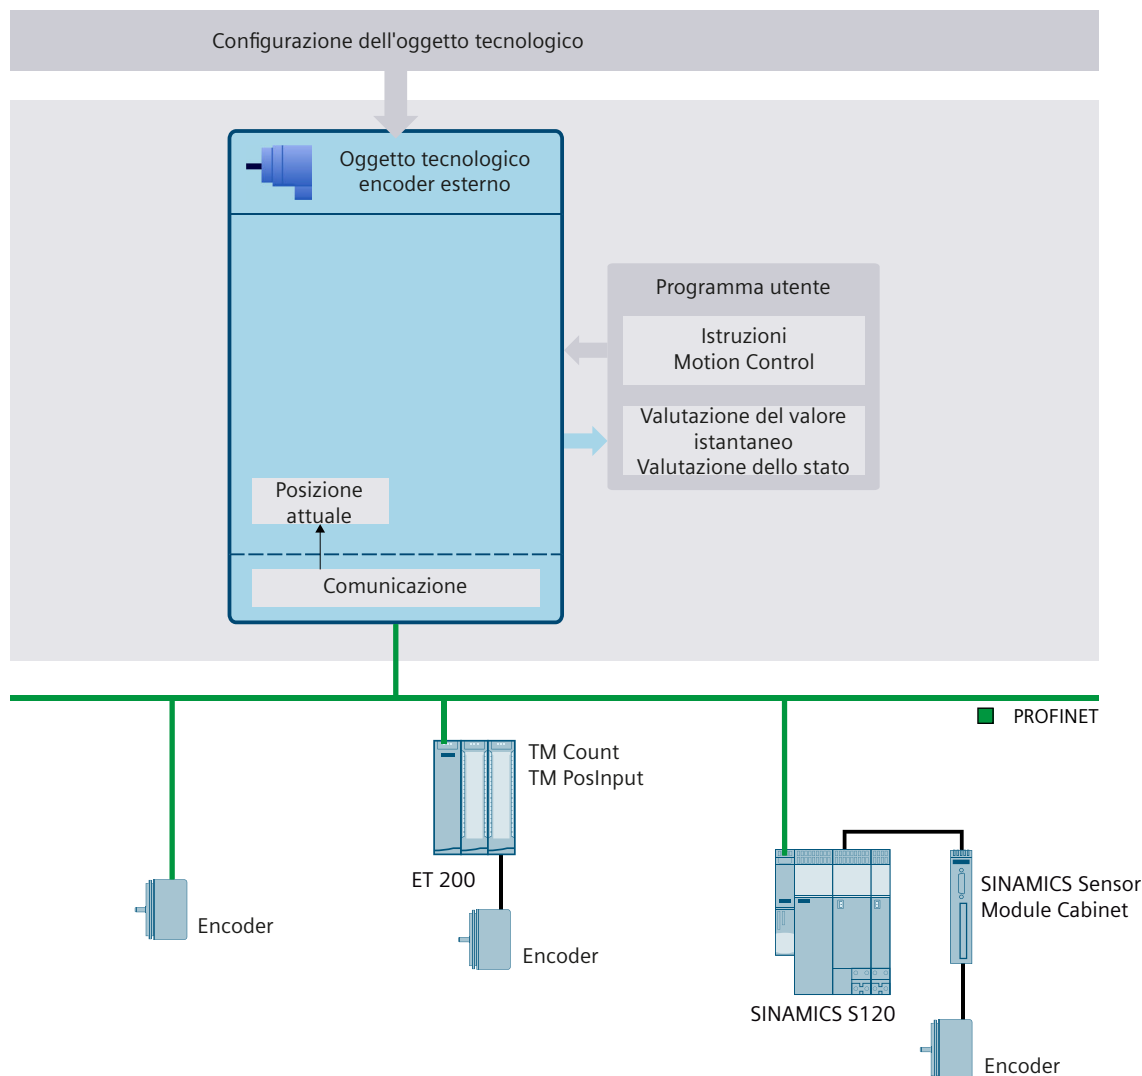 Configurazione dell'oggetto tecnologico
Oggetto tecnologico
encoder esterno
Programma utente
Istruzioni
Motion Control
Valutazione del valore
istantaneo
Valutazione dello stato
Posizione
attuale
Comunicazione
PROFINET
TM Count
TM PosInput
ET 200
Encoder
Encoder
SINAMICS Sensor
Module Cabinet
SINAMICS S120
Encoder